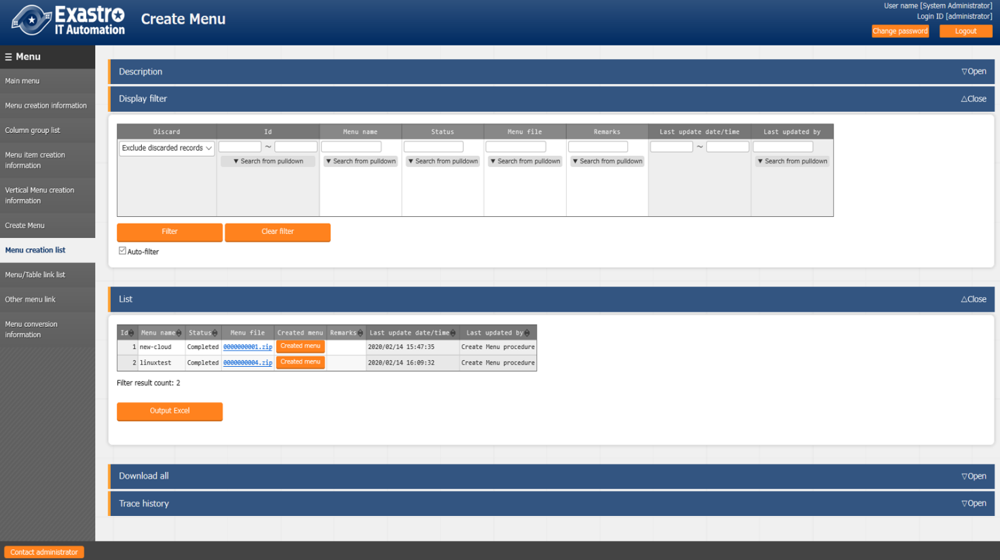 Exastro
IT Automation
Create Menu
User name [System Administrator]
Login ID [administrator]
Change password
Logout
☰ Menu
Main menu
Menu creation information
Column group list
Menu item creation
information
Vertical Menu creation
information
Create Menu
Menu creation list
Menu/Table link list
Other menu link
Menu conversion
information
Description ▽Open
Display filter △Close
Discard Id Menu name Status Menu file Remarks Last update date/time Last updated by
Exclude discarded records ~ ~
▼ Search from pulldown ▼ Search from pulldown ▼ Search from pulldown ▼ Search from pulldown ▼ Search from pulldown ▼ Search from pulldown
Filter Clear filter
Auto-filter
List △Close
Id Menu name Status Menu file Created menu Remarks Last update date/time Last updated by
1 new-cloud Completed 0000000001.zip Created menu 2020/02/14 15:47:35 Create Menu procedure
2 linuxtest Completed 0000000004.zip Created menu 2020/02/14 16:09:32 Create Menu procedure
Filter result count: 2
Output Excel
Download all ▽Open
Trace history ▽Open
Contact administrator